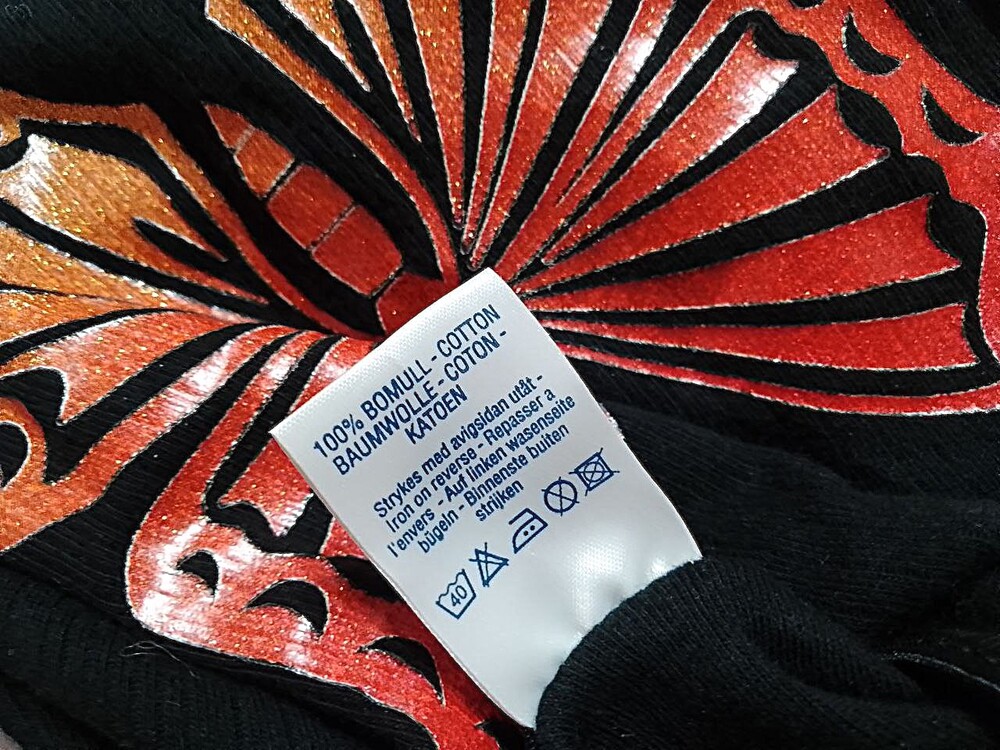 100% BOMULL - COTTON
BAUMWOLLE - COTON -
KATOEN
Strykes med avigsidan utåt -
Iron on reverse - Repasser a
l'envers - Auf linken wasenseite
bügeln - Binnenste buiten
strijken
40